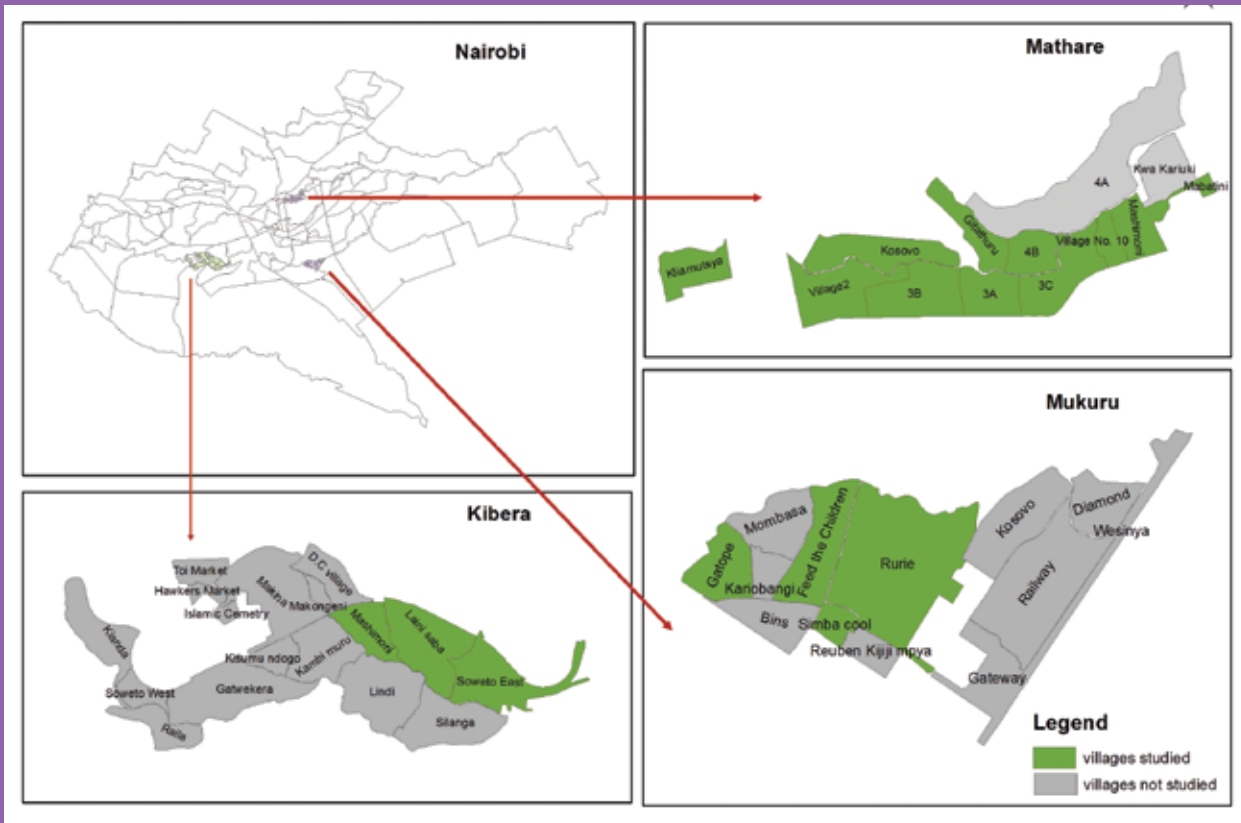 Nairobi
Mathare
4A
Kwa Kariuki
Mabatini
Mashimoni
Gitathuru
Village No. 10
Kosovo
4B
Kliamutsya
Village2
3B
3A
3C
Kibera
Toi Market
D.C village
Hawkers Market
Makina
Makongeni
Islamic Cemetry
Mashimoni
Laini saba
Kianda
Kisumu ndogo
Kambi muru
Soweto West
Gatwekera
Lindi
Soweto East
Raila
Silanga
Mukuru
Mombasa
Feed the Children
Kosovo
Diamond
Wesinya
Gatope
Kariobangi
Rurie
Railway
Bins
Simba cool
Reuben
Kijiji mpya
Gateway
Legend
villages studied
villages not studied